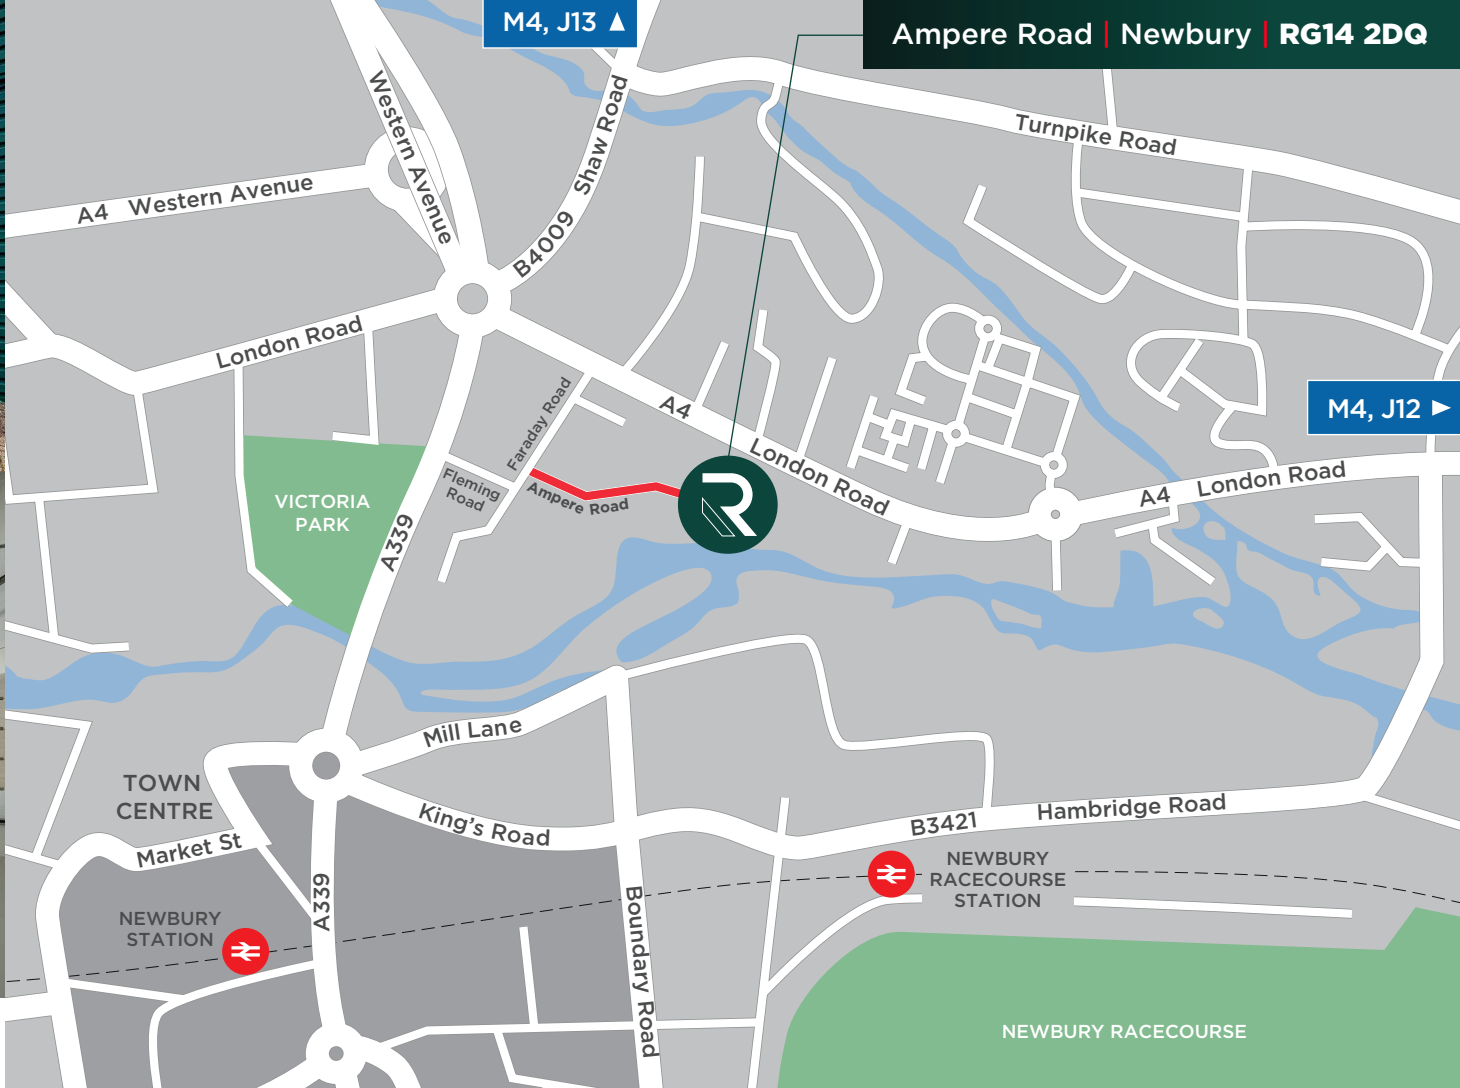 M4, J13
Ampere Road | Newbury | RG14 2DQ
Western Avenue
Shaw Road
B4009
Turnpike Road
A4 Western Avenue
London Road
Faraday Road
A4
London Road
M4, J12
A4 London Road
VICTORIA
PARK
Fleming
Road
Ampere Road
A339
Mill Lane
TOWN
CENTRE
King's Road
B3421
Hambridge Road
Market St
NEWBURY
RACECOURSE
STATION
A339
Boundary Road
NEWBURY
STATION
NEWBURY RACECOURSE
R